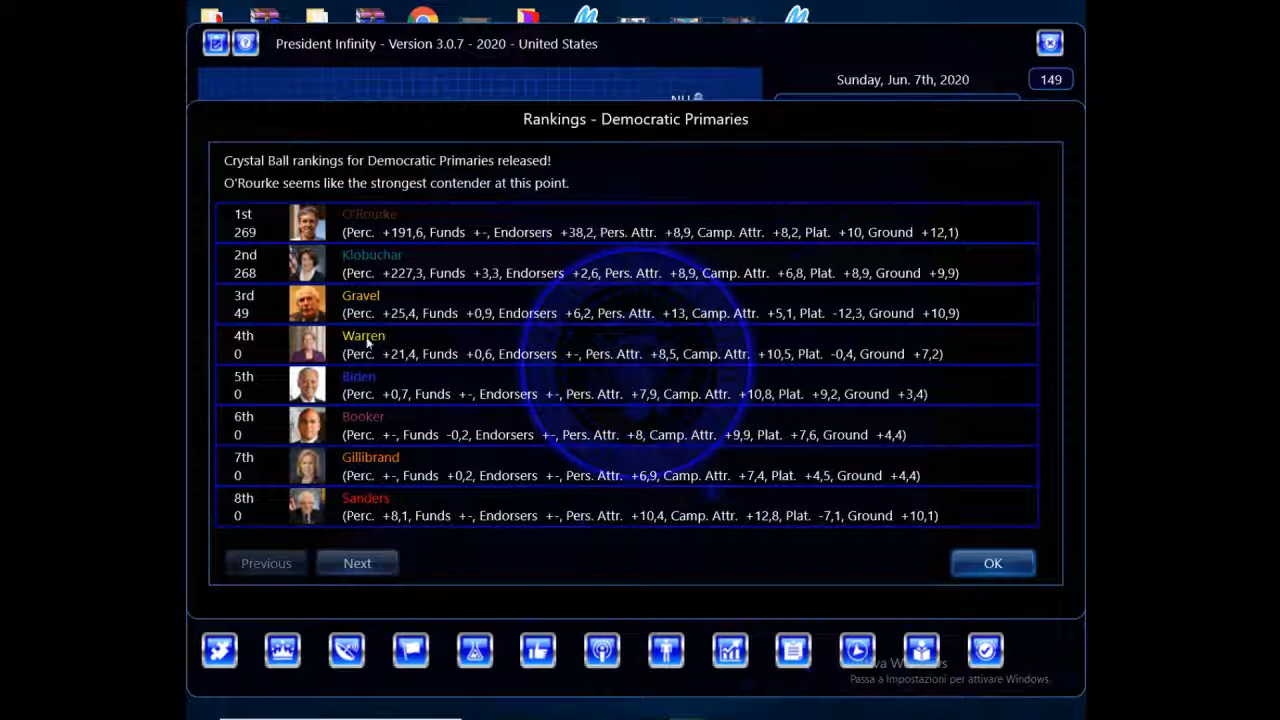 President Infinity - Version 3.0.7 - 2020 - United States
Sunday, Jun. 7th, 2020
149
Rankings - Democratic Primaries
Crystal Ball rankings for Democratic Primaries released!
O'Rourke seems like the strongest contender at this point.
1st
O'Rourke
269
(Perc. +191,6, Funds +-, Endorsers +38,2, Pers. Attr. +8,9, Camp. Attr. +8,2, Plat. +10, Ground +12,1)
2nd
Klobuchar
268
(Perc. +227,3, Funds +3,3, Endorsers +2,6, Pers. Attr. +8,9, Camp. Attr. +6,8, Plat. +8,9, Ground +9,9)
3rd
Gravel
49
(Perc. +25,4, Funds +0,9, Endorsers +6,2, Pers. Attr. +13, Camp. Attr. +5,1, Plat. -12,3, Ground +10,9)
4th
Warren
0
(Perc. +21,4, Funds +0,6, Endorsers +-, Pers. Attr. +8,5, Camp. Attr. +10,5, Plat. -0,4, Ground +7,2)
5th
Biden
0
(Perc. +0,7, Funds +-, Endorsers +-, Pers. Attr. +7,9, Camp. Attr. +10,8, Plat. +9,2, Ground +3,4)
6th
Booker
0
(Perc. +-, Funds -0,2, Endorsers +-, Pers. Attr. +8, Camp. Attr. +9,9, Plat. +7,6, Ground +4,4)
7th
Gillibrand
0
(Perc. +-, Funds +0,2, Endorsers +-, Pers. Attr. +6,9, Camp. Attr. +7,4, Plat. +4,5, Ground +4,4)
8th
Sanders
0
(Perc. +8,1, Funds +-, Endorsers +-, Pers. Attr. +10,4, Camp. Attr. +12,8, Plat. -7,1, Ground +10,1)
Previous
Next
OK
Passa a Impostazioni per attivare Windows.